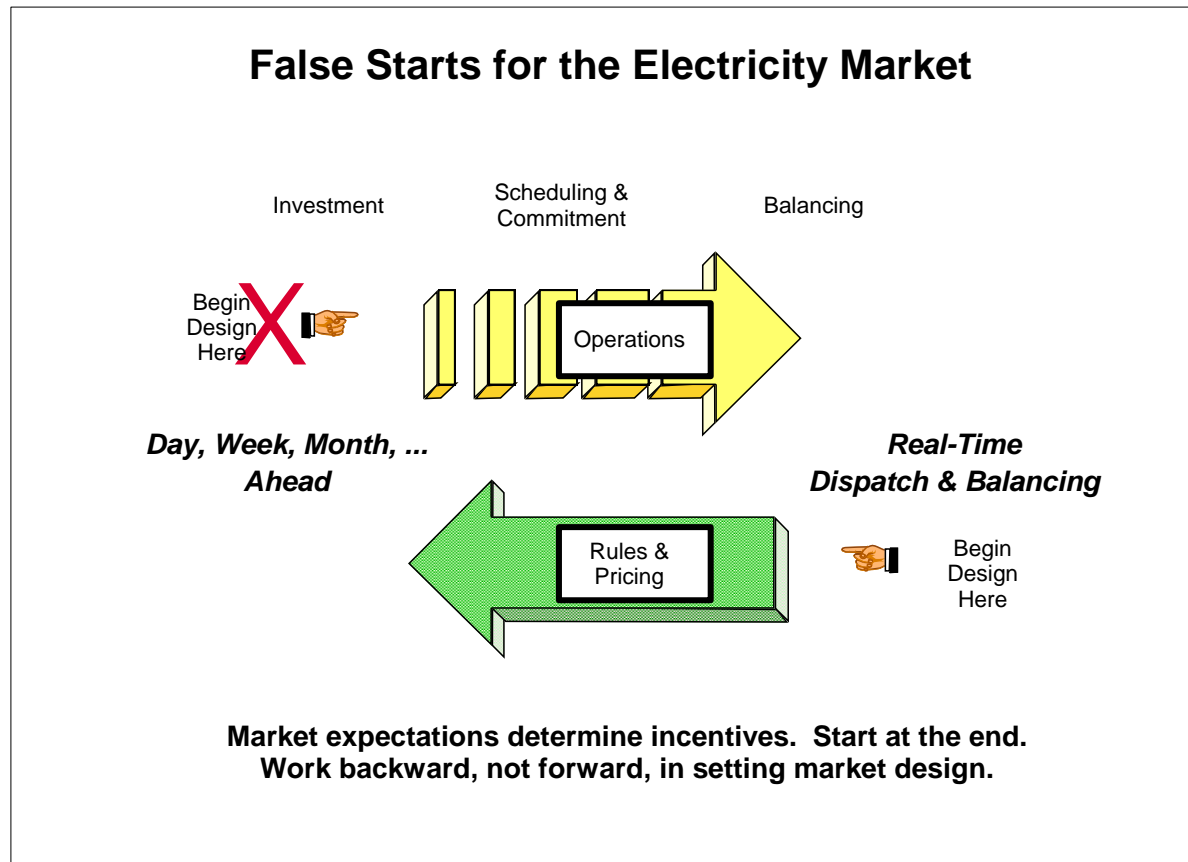 False Starts for the Electricity Market
Investment
Scheduling &
Commitment
Balancing
Begin
Design
Here
Operations
Day, Week, Month, ...
Ahead
Real-Time
Dispatch & Balancing
Rules &
Pricing
Begin
Design
Here
Market expectations determine incentives.  Start at the end.
Work backward, not forward, in setting market design.